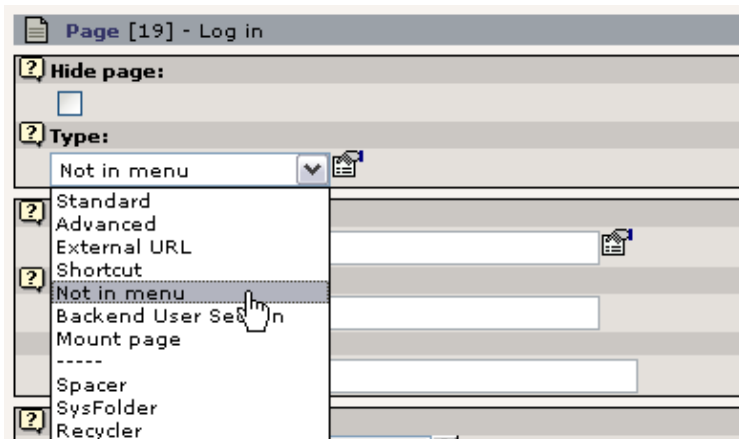 Page [19] - Log in
Hide page:
Type:
Not in menu
Standard
Advanced
External URL
Shortcut
Not in menu
Backend User
Mount page
-----
Spacer
SysFolder
Recycler